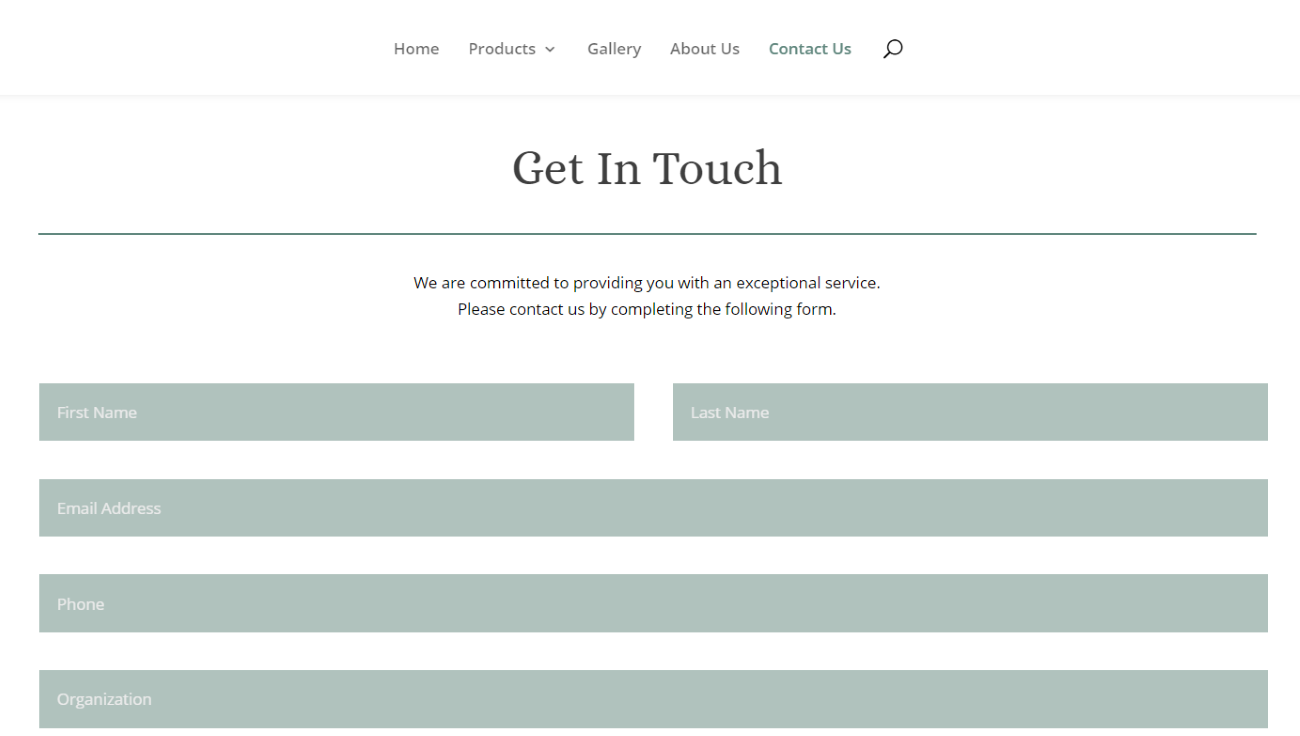 Home Products Gallery About Us Contact Us
Get In Touch
We are committed to providing you with an exceptional service.
Please contact us by completing the following form.
First Name Last Name
Email Address
Phone
Organization